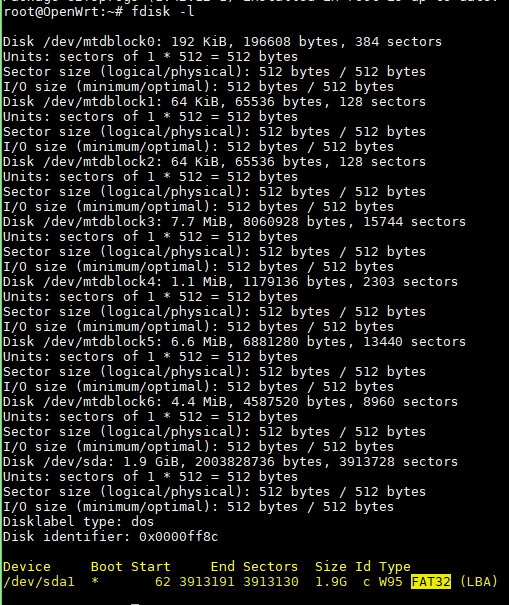 root@OpenWrt:~# fdisk -l
Disk /dev/mtdblock0: 192 KiB, 196608 bytes, 384 sectors
Units: sectors of 1 * 512 = 512 bytes
Sector size (logical/physical): 512 bytes / 512 bytes
I/O size (minimum/optimal): 512 bytes / 512 bytes
Disk /dev/mtdblock1: 64 KiB, 65536 bytes, 128 sectors
Units: sectors of 1 * 512 = 512 bytes
Sector size (logical/physical): 512 bytes / 512 bytes
I/O size (minimum/optimal): 512 bytes / 512 bytes
Disk /dev/mtdblock2: 64 KiB, 65536 bytes, 128 sectors
Units: sectors of 1 * 512 = 512 bytes
Sector size (logical/physical): 512 bytes / 512 bytes
I/O size (minimum/optimal): 512 bytes / 512 bytes
Disk /dev/mtdblock3: 7.7 MiB, 8060928 bytes, 15744 sectors
Units: sectors of 1 * 512 = 512 bytes
Sector size (logical/physical): 512 bytes / 512 bytes
I/O size (minimum/optimal): 512 bytes / 512 bytes
Disk /dev/mtdblock4: 1.1 MiB, 1179136 bytes, 2303 sectors
Units: sectors of 1 * 512 = 512 bytes
Sector size (logical/physical): 512 bytes / 512 bytes
I/O size (minimum/optimal): 512 bytes / 512 bytes
Disk /dev/mtdblock5: 6.6 MiB, 6881280 bytes, 13440 sectors
Units: sectors of 1 * 512 = 512 bytes
Sector size (logical/physical): 512 bytes / 512 bytes
I/O size (minimum/optimal): 512 bytes / 512 bytes
Disk /dev/mtdblock6: 4.4 MiB, 4587520 bytes, 8960 sectors
Units: sectors of 1 * 512 = 512 bytes
Sector size (logical/physical): 512 bytes / 512 bytes
I/O size (minimum/optimal): 512 bytes / 512 bytes
Disk /dev/sda: 1.9 GiB, 2003828736 bytes, 3913728 sectors
Units: sectors of 1 * 512 = 512 bytes
Sector size (logical/physical): 512 bytes / 512 bytes
I/O size (minimum/optimal): 512 bytes / 512 bytes
Disklabel type: dos
Disk identifier: 0x0000ff8c
Device Boot Start End Sectors Size Id Type
/dev/sda1 * 62 3913191 3913130 1.9G c W95 FAT32 (LBA)